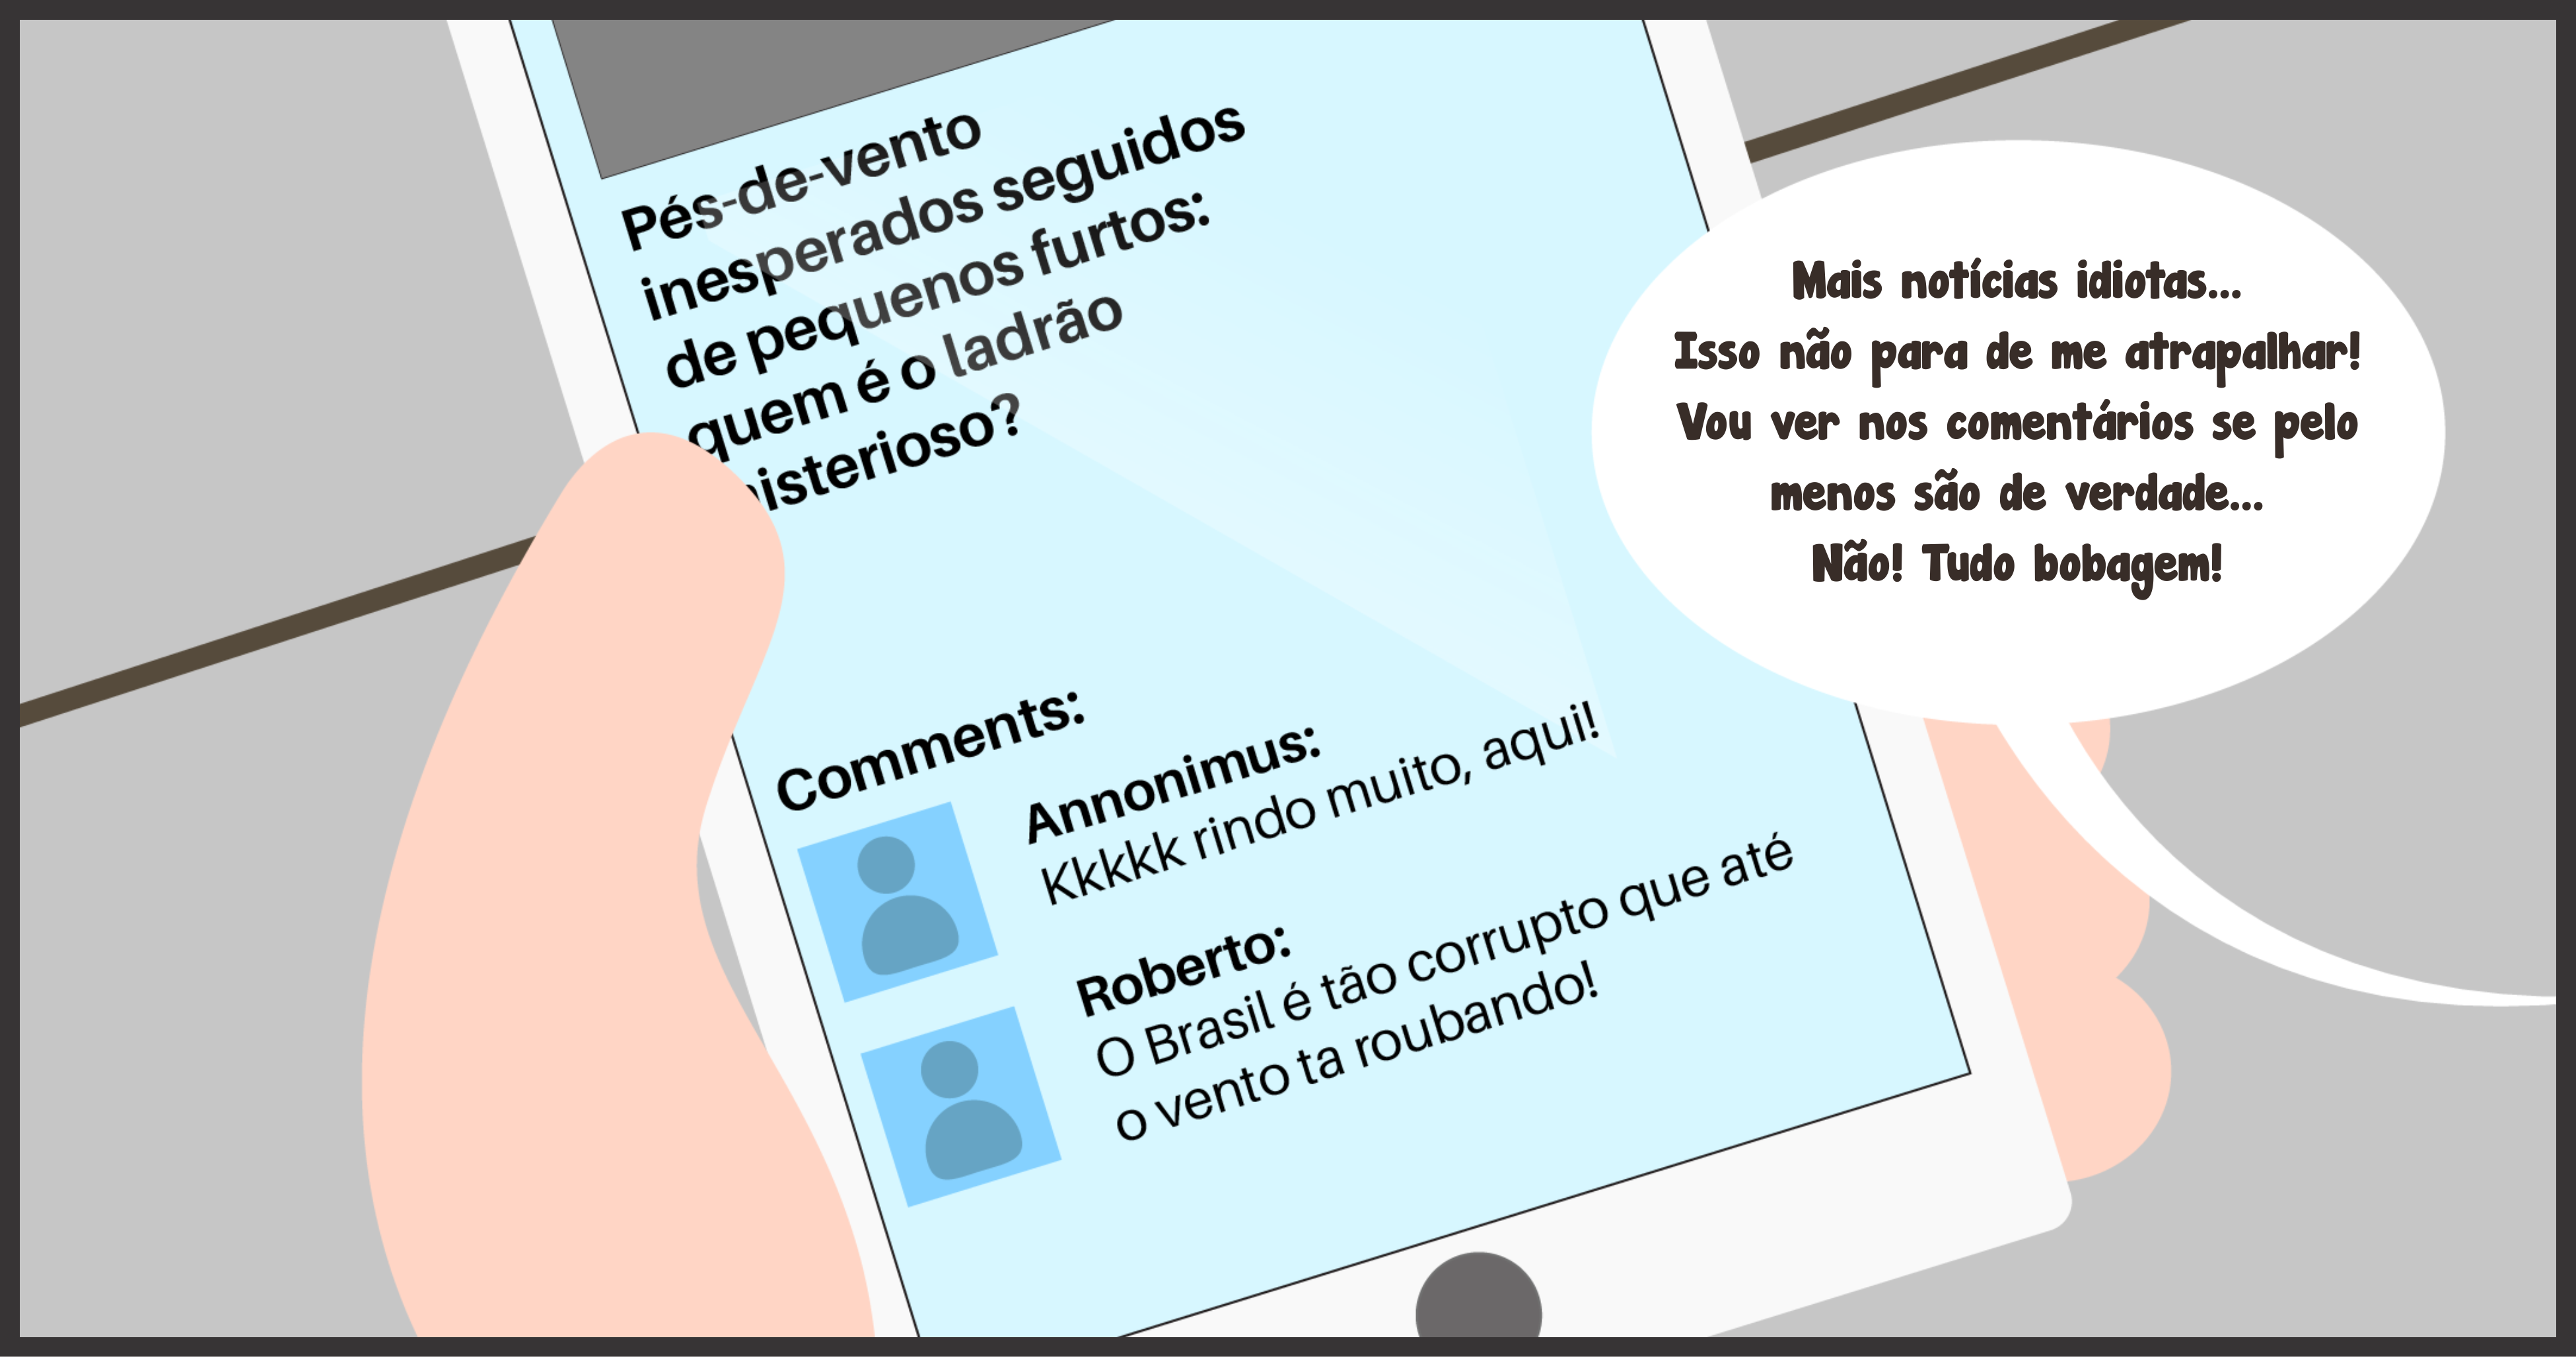 Pés-de-vento
inesperados seguidos
de pequenos furtos:
quem é o ladrão
isterioso?
Mais notícias idiotas...
Isso não para de me atrapalhar!
Vou ver nos comentários se pelo
menos são de verdade...
Não! Tudo bobagem!
Comments:
Annonimus:
Kkkkk rindo muito, aqui!
Roberto:
O Brasil é tão corrupto que até
o vento ta roubando!